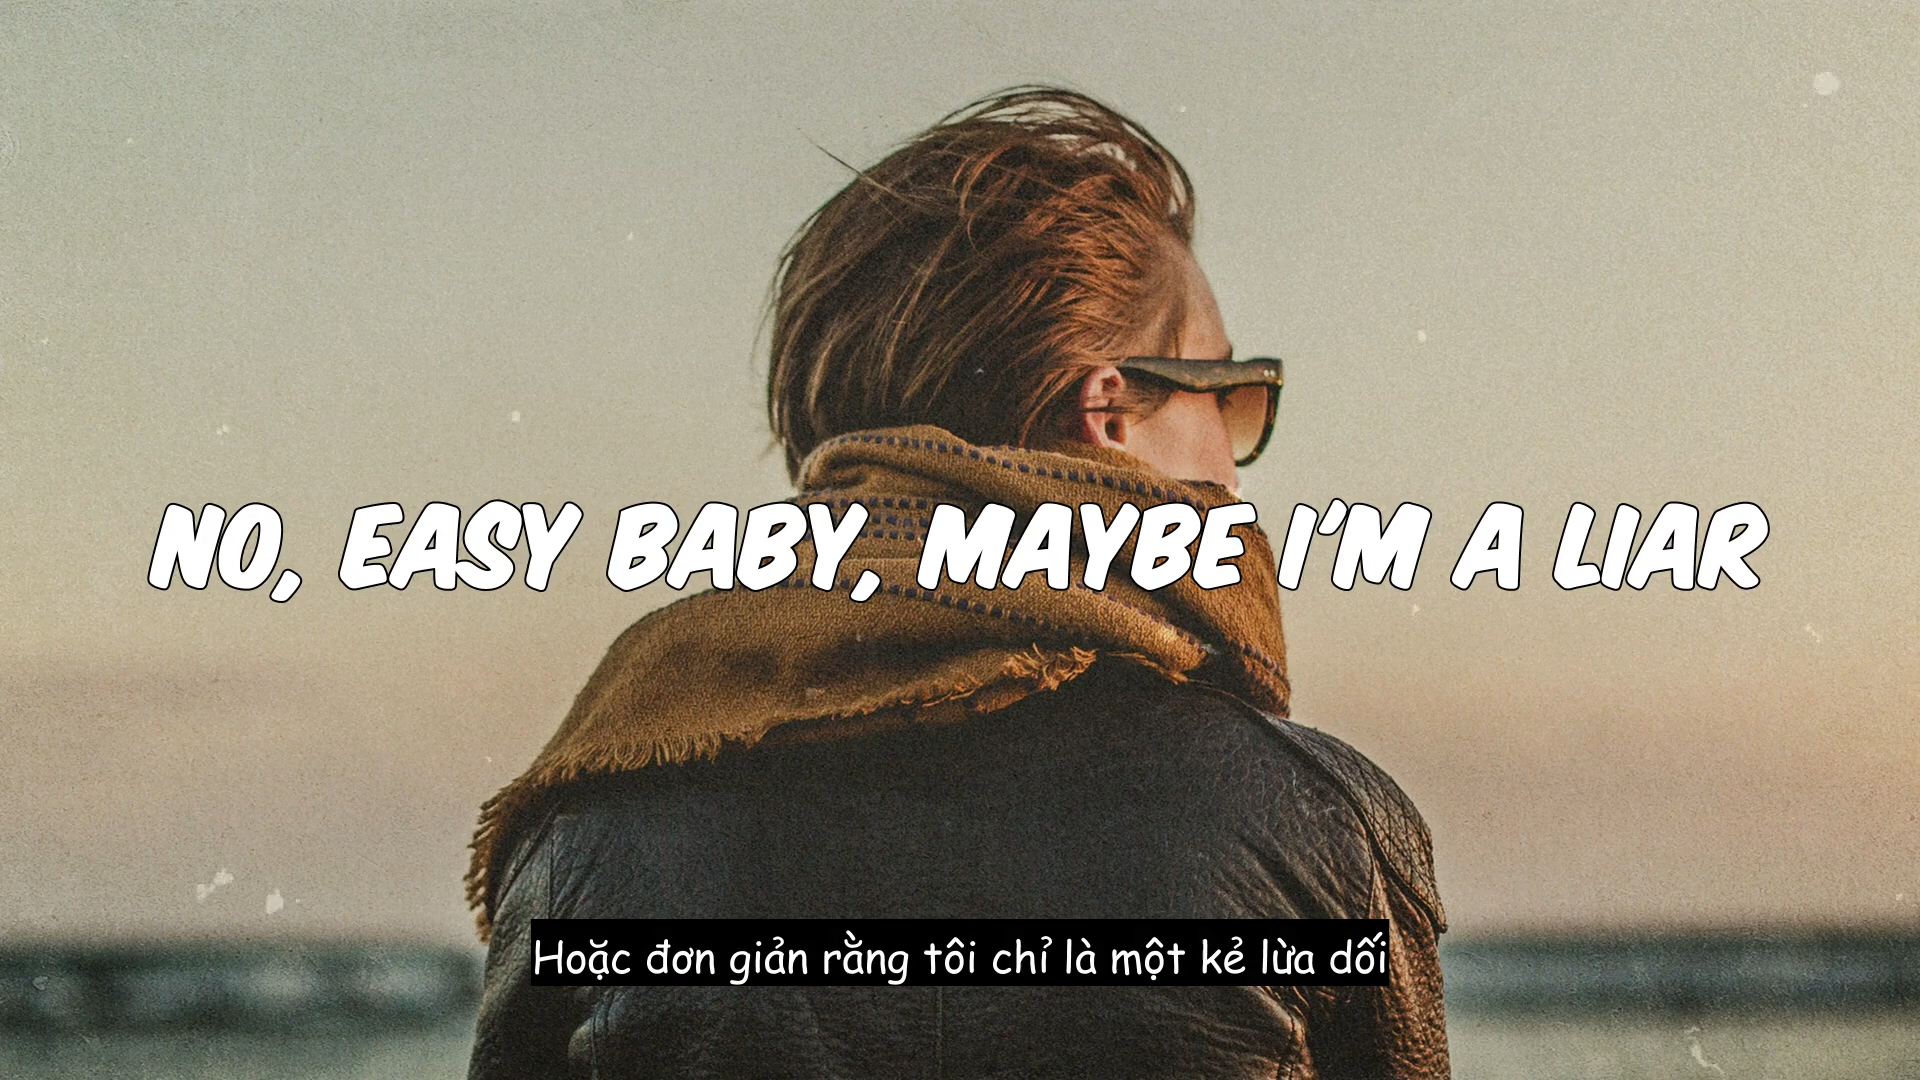 NO, EASY BABY, MAYBE I'M A LIAR
Hoặc đơn giản rằng tôi chỉ là một kẻ lừa dối